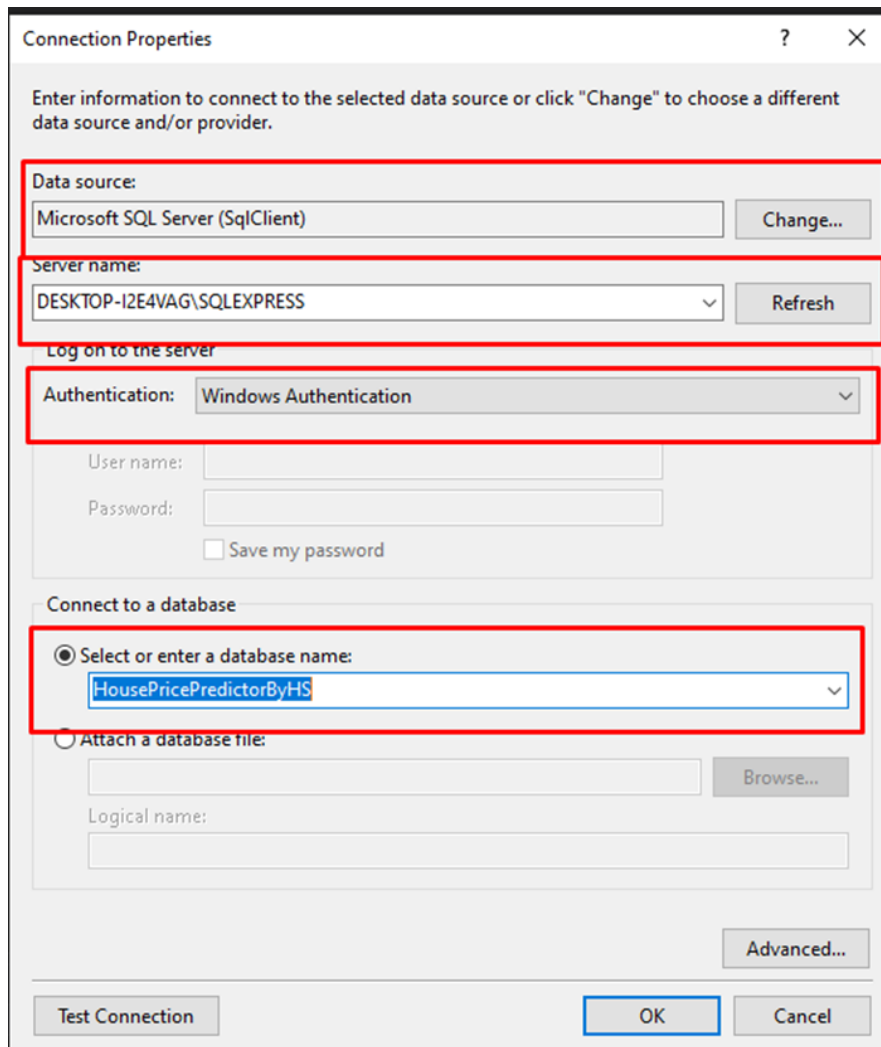 Connection Properties ?
Enter information to connect to the selected data source or click "Change" to choose a different
data source and/or provider.
Data source:
Microsoft SQL Server (SqlClient) Change...
Server name:
DESKTOP-I2E4VAG\SQLEXPRESS Refresh
Log on to the server
Authentication: Windows Authentication
User name:
Password:
Save my password
Connect to a database
Select or enter a database name:
HousePricePredictorByHS
Attach a database file:
Browse...
Logical name:
Advanced...
Test Connection OK Cancel